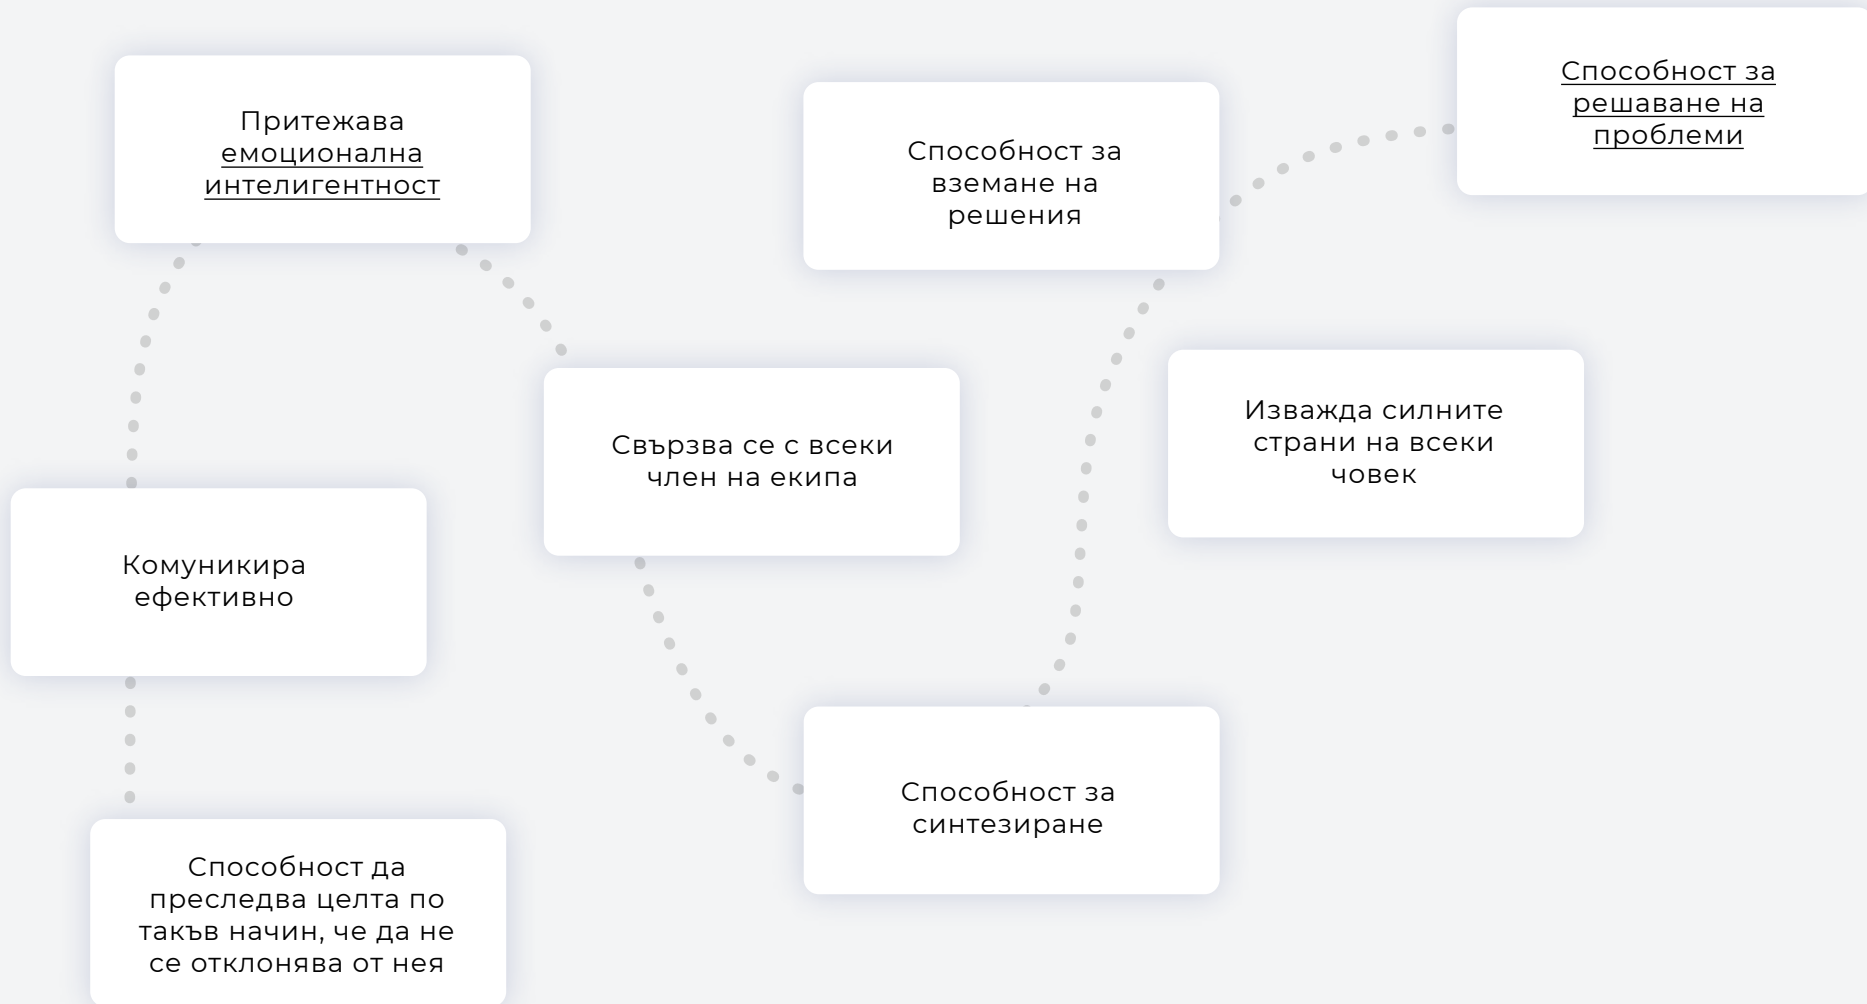 Способност за
решаване на
проблеми
Притежава
емоционална
интелигентност
Способност за
вземане на
решения
Изважда силните
страни на всеки
човек
Свързва се с всеки
член на екипа
Комуникира
ефективно
Способност за
синтезиране
Способност да
преследва целта по
такъв начин, че да не
се отклонява от нея